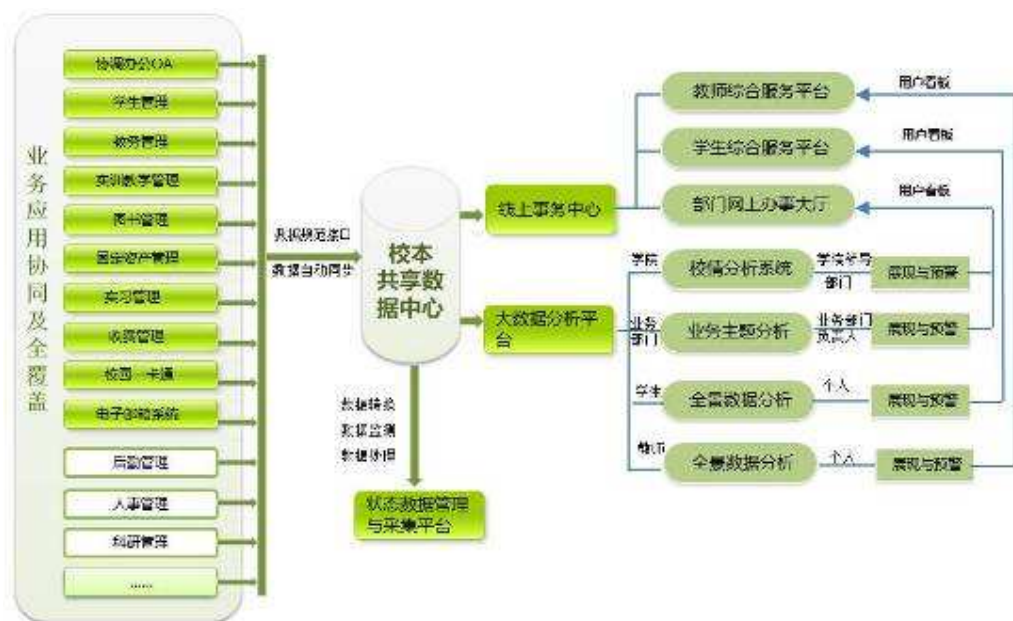 业务应用协同及全覆盖
协调办公OA
学生管理
教务管理
实训教学管理
图书管理
固定资产管理
实习管理
收费管理
校园一卡通
电子邮箱系统
后勤管理
人事管理
科研管理
......
数据规范接口
数据自动同步
校本
共享数
据中心
数据转换
数据监测
数据处理
状态数据管理
与采集平台
线上事务中心
大数据分析平
台
教师综合服务平台
用户看板
学生综合服务平台
用户看板
部门网上办事大厅
用户看板
学院
校情分析系统
学院领导
部门
展现与预警
业务
部门
业务主题分析
业务部门
负责人
展现与预警
学生
全景数据分析
个人
展现与预警
教师
全景数据分析
个人
展现与预警